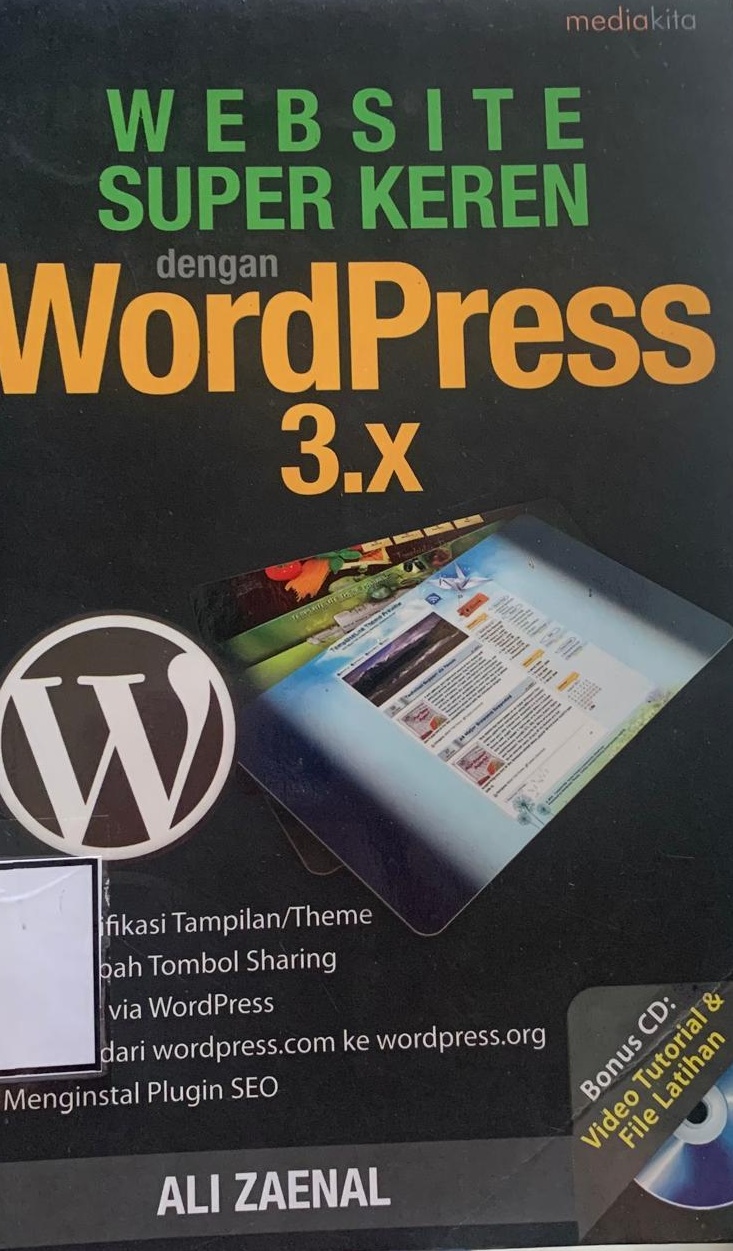 mediakita
WEBSITE
SUPER KEREN
dengan
WordPress
3.x
ifikasi Tampilan/Theme
bah Tombol Sharing
via WordPress
dari wordpress.com ke wordpress.org
Menginstal Plugin SEO
Bonus CD:
Video Tutorial &
File Latihan
ALI ZAENAL